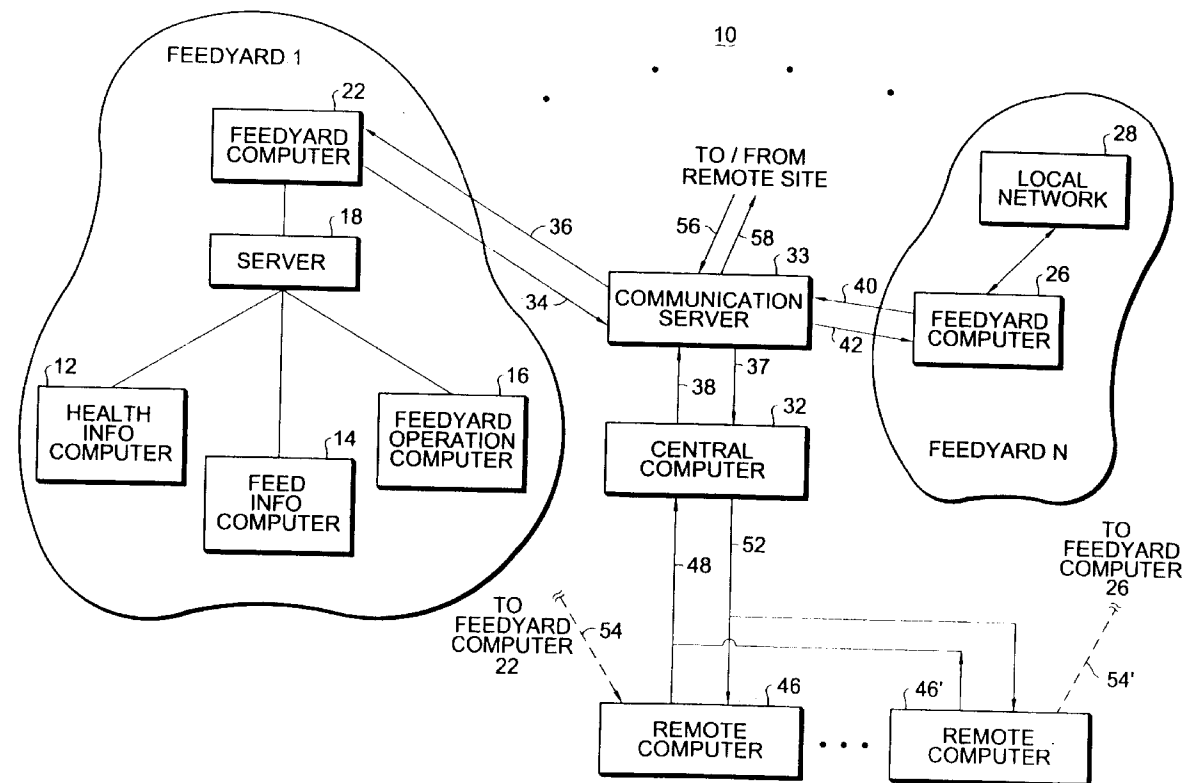 10
FEEDYARD 1
22
FEEDYARD
COMPUTER
18
SERVER
12
HEALTH
INFO
COMPUTER
14
FEED
INFO
COMPUTER
16
FEEDYARD
OPERATION
COMPUTER
36
34
TO / FROM
REMOTE SITE
56
58
33
COMMUNICATION
SERVER
40
42
28
LOCAL
NETWORK
26
FEEDYARD
COMPUTER
FEEDYARD N
38
37
32
CENTRAL
COMPUTER
48
52
TO
FEEDYARD
COMPUTER
22
54
TO
FEEDYARD
COMPUTER
26
54'
46
REMOTE
COMPUTER
46'
REMOTE
COMPUTER